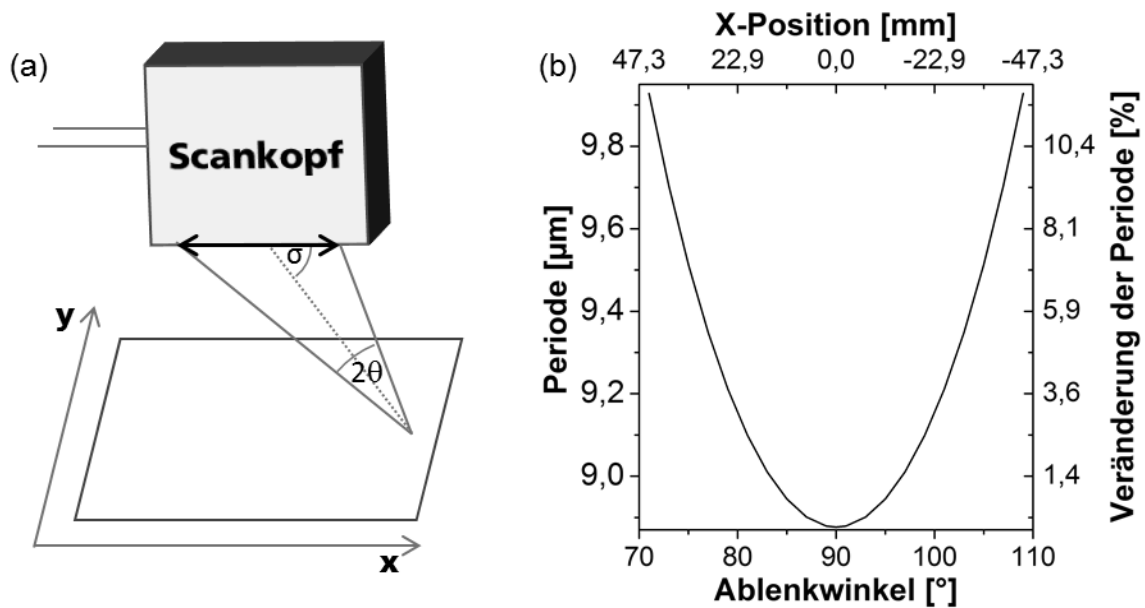 (a)
Scankopf
σ
2θ
y
x
(b)
X-Position [mm]
47,3 22,9 0,0 -22,9 -47,3
Periode [µm]
9,8
9,6
9,4
9,2
9,0
10,4
8,1
5,9
3,6
1,4
Veränderung der Periode [%]
70 80 90 100 110
Ablenkwinkel [°]